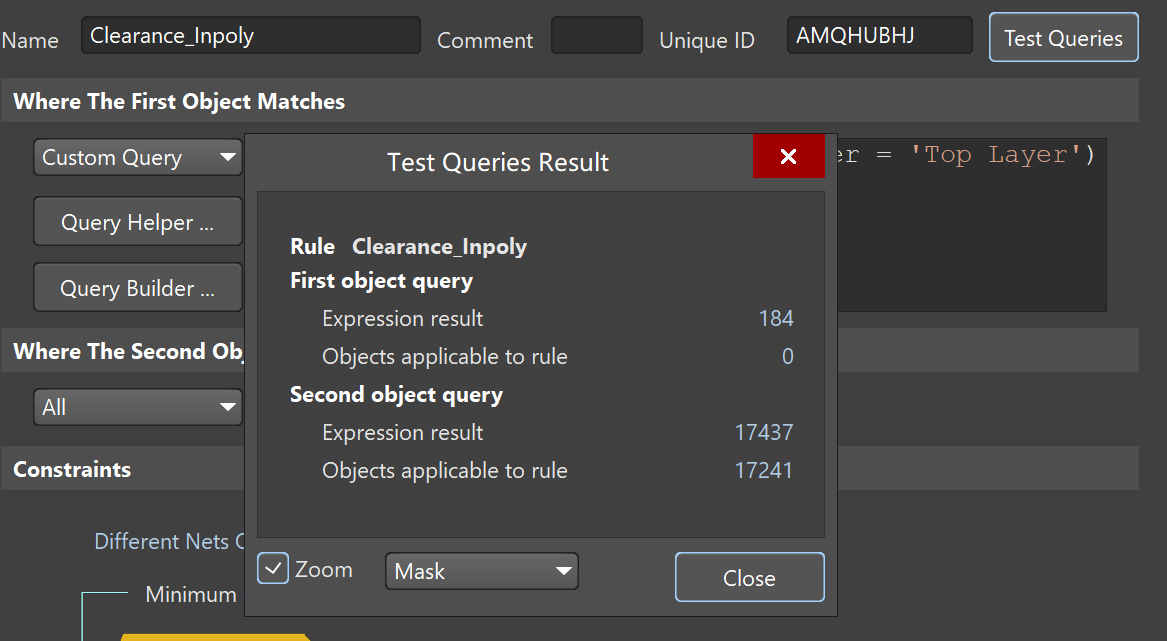 Name Clearance_Inpoly Comment Unique ID AMQHUBHJ Test Queries
Where The First Object Matches
Custom Query
= 'Top Layer')
Query Helper ...
Query Builder ...
Where The Second
All
Constraints
Different Nets
Minimum
Test Queries Result
Rule Clearance_Inpoly
First object query
Expression result 184
Objects applicable to rule 0
Second object query
Expression result 17437
Objects applicable to rule 17241
Zoom Mask Close